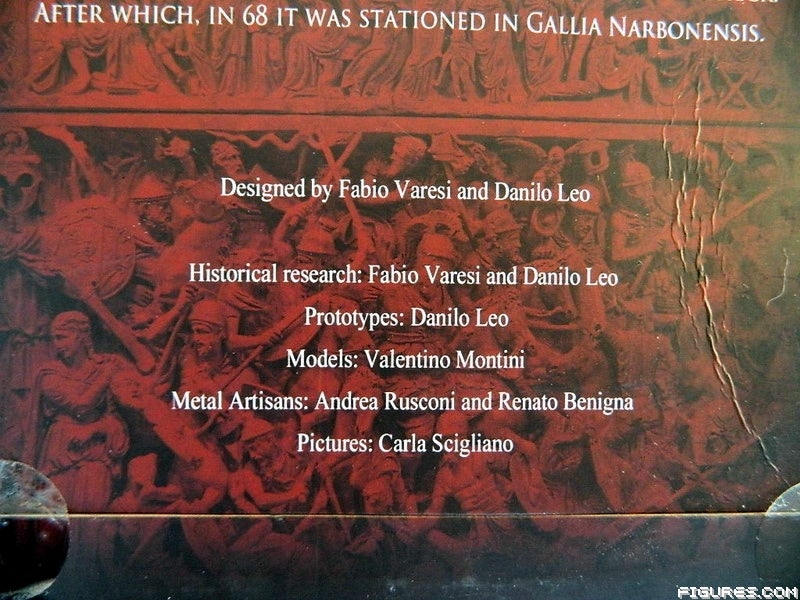 AFTER WHICH, IN 68 IT WAS STATIONED IN GALLIA NARBONENSIS.
Designed by Fabio Varesi and Danilo Leo
Historical research: Fabio Varesi and Danilo Leo
Prototypes: Danilo Leo
Models: Valentino Montini
Metal Artisans: Andrea Rusconi and Renato Benigna
Pictures: Carla Scigliano
FIGURES.COM